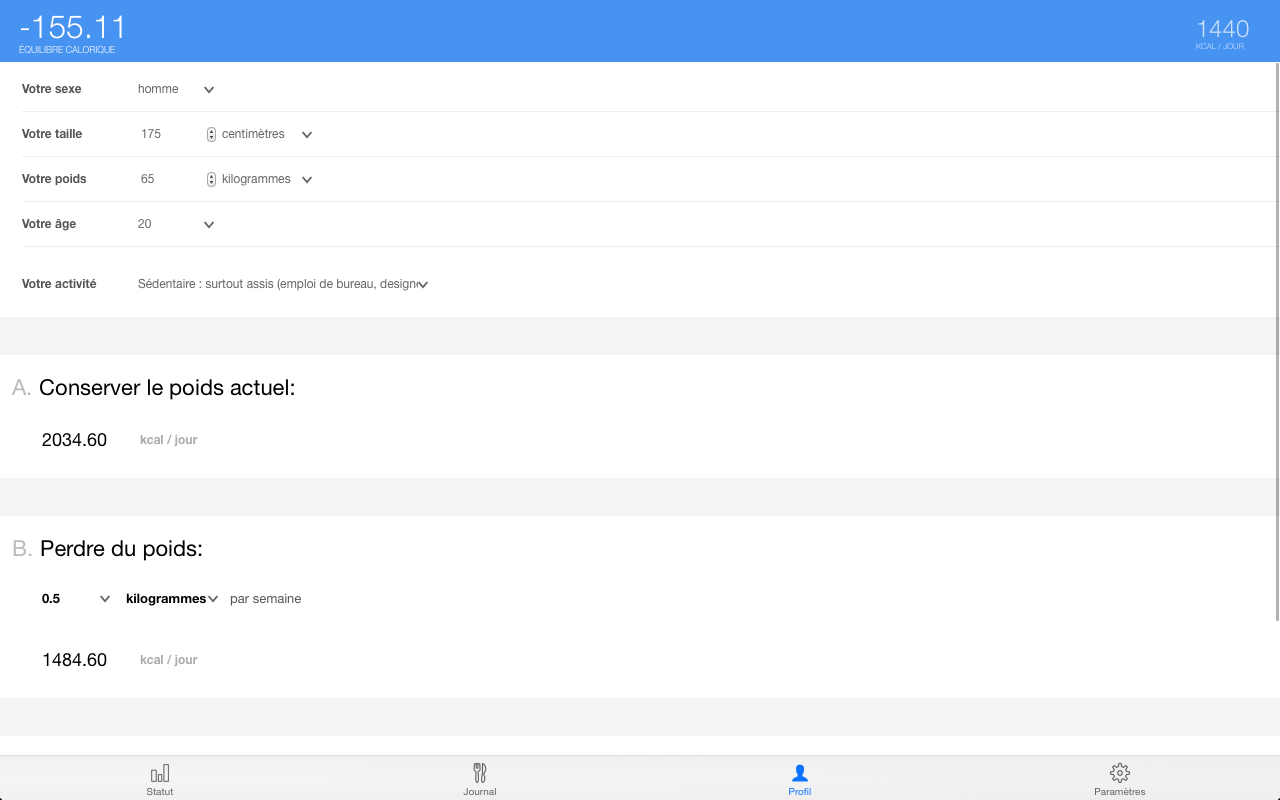 -155.11
ÉQUILIBRE CALORIQUE
1440
KCAL / JOUR
Votre sexe homme
Votre taille 175 centimètres
Votre poids 65 kilogrammes
Votre âge 20
Votre activité Sédentaire : surtout assis (emploi de bureau, design
A. Conserver le poids actuel:
2034.60 kcal / jour
B. Perdre du poids:
0.5 kilogrammes par semaine
1484.60 kcal / jour
Statut Journal Profil Paramètres